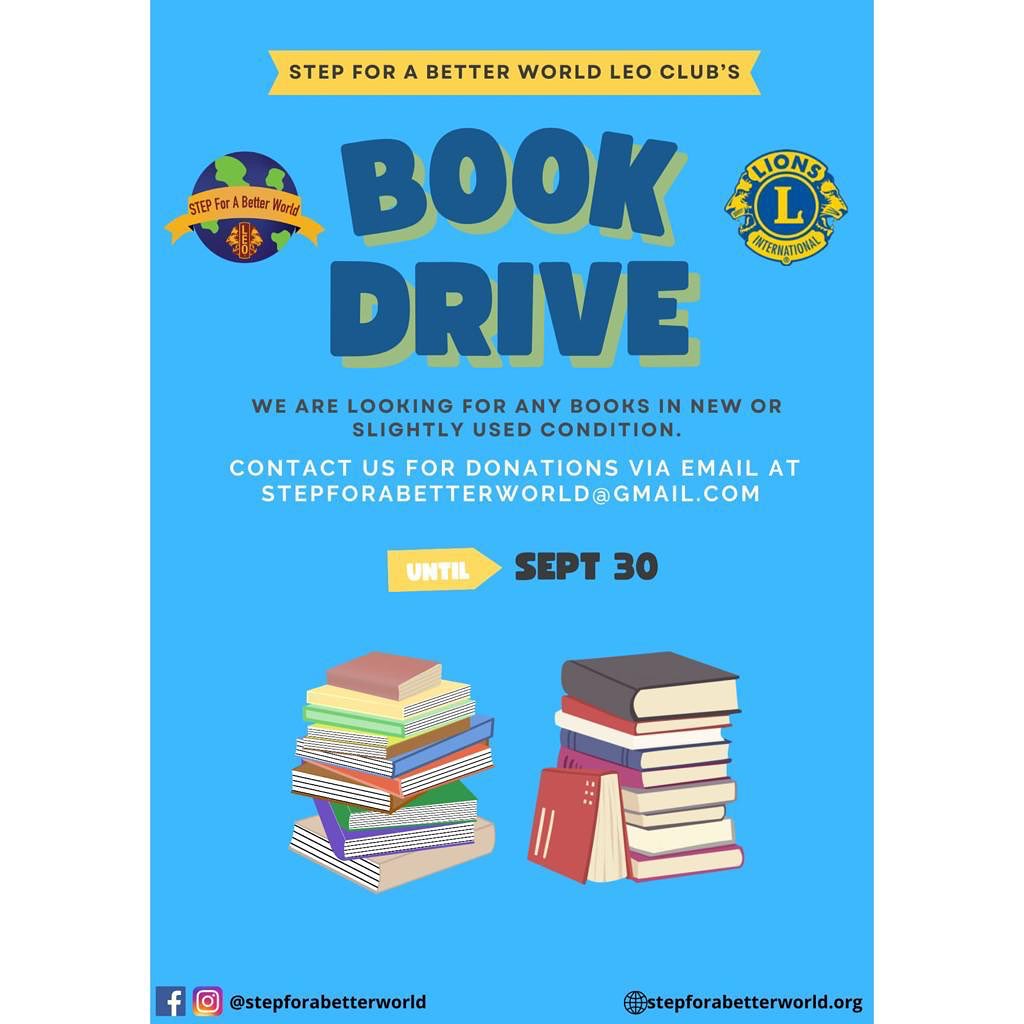 STEP FOR A BETTER WORLD LEO CLUB'S
BOOK
DRIVE
STEP For A Better World
LEO
LIONS
L
INTERNATIONAL
®
WE ARE LOOKING FOR ANY BOOKS IN NEW OR
SLIGHTLY USED CONDITION.
CONTACT US FOR DONATIONS VIA EMAIL AT
STEPFORABETTERWORLD@GMAIL.COM
UNTIL SEPT 30
@stepforabetterworld
stepforabetterworld.org